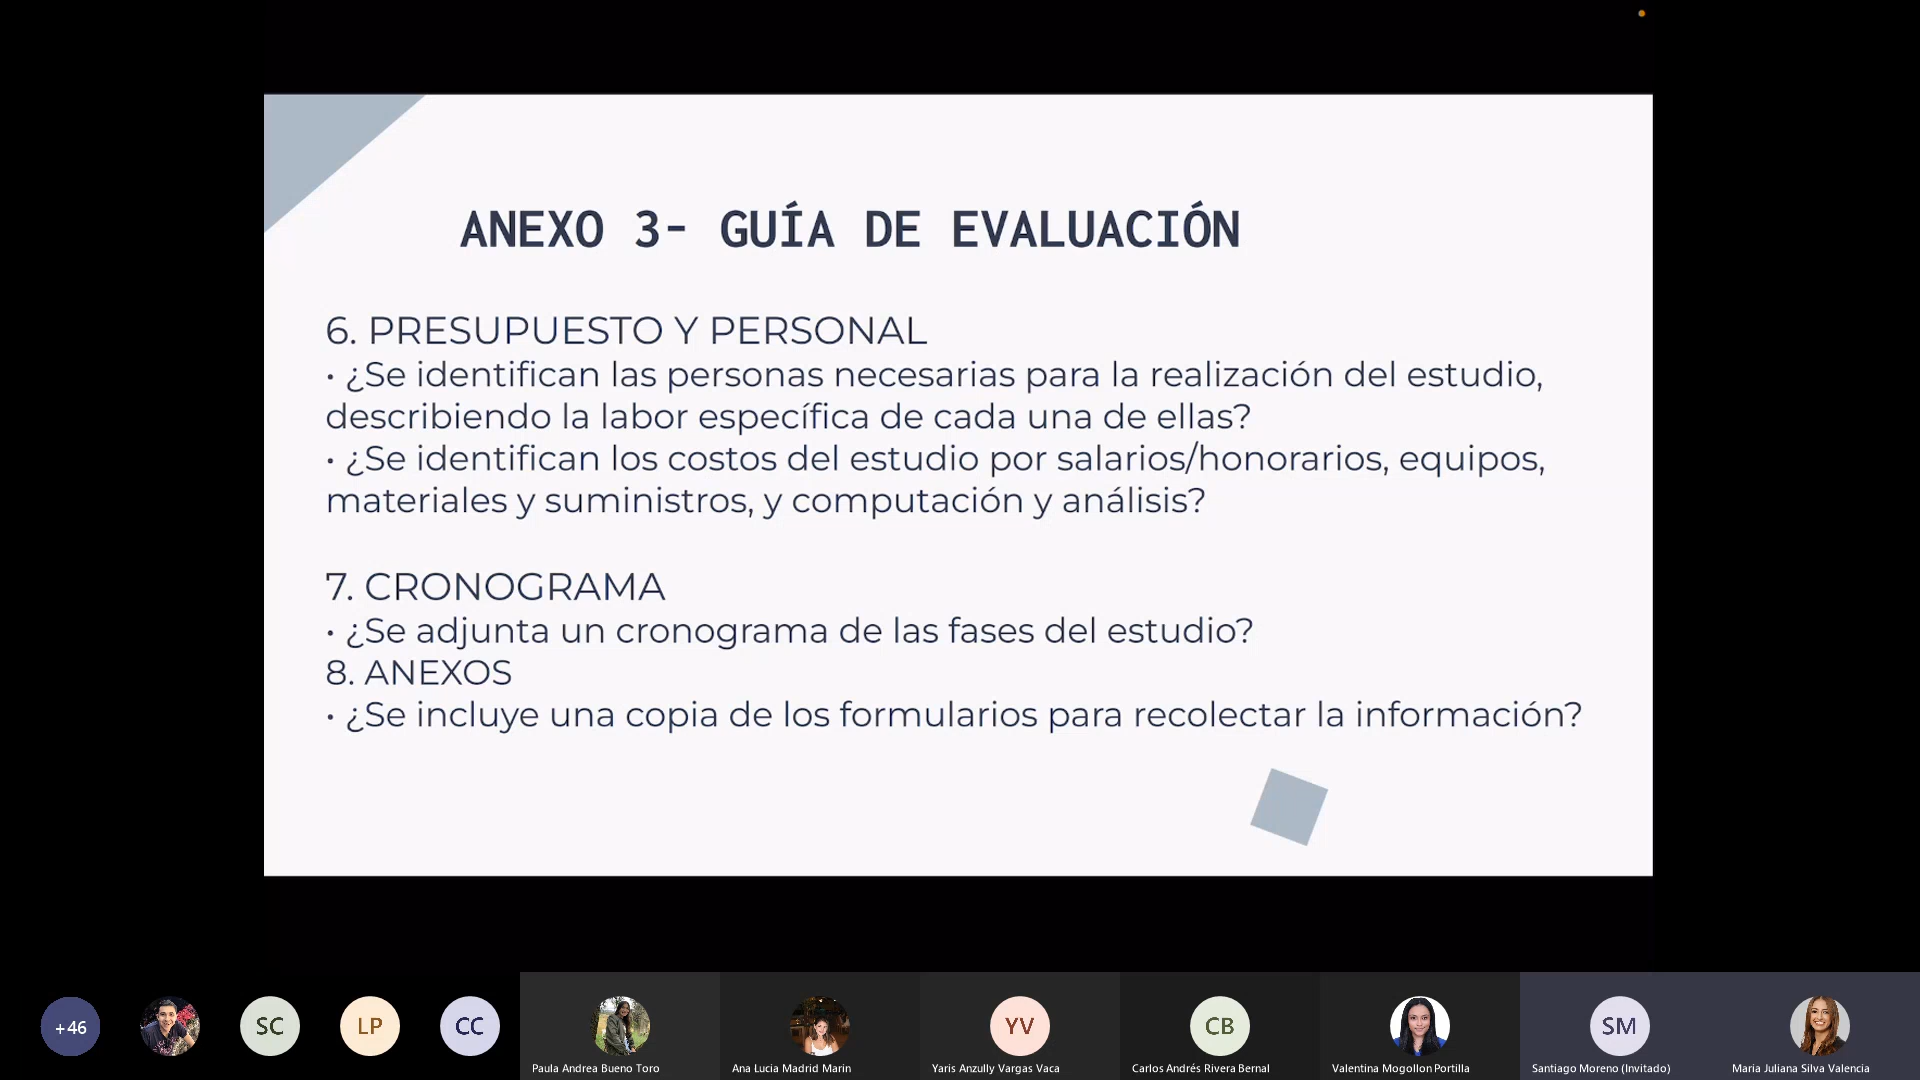 ANEXO 3- GUÍA DE EVALUACIÓN
6. PRESUPUESTO Y PERSONAL
• ¿Se identifican las personas necesarias para la realización del estudio,
describiendo la labor específica de cada una de ellas?
• ¿Se identifican los costos del estudio por salarios/honorarios, equipos,
materiales y suministros, y computación y análisis?
7. CRONOGRAMA
• ¿Se adjunta un cronograma de las fases del estudio?
8. ANEXOS
• ¿Se incluye una copia de los formularios para recolectar la información?
+46
SC
LP
CC
YV
CB
SM
Paula Andrea Bueno Toro
Ana Lucia Madrid Marin
Yaris Anzully Vargas Vaca
Carlos Andrés Rivera Bernal
Valentina Mogollon Portilla
Santiago Moreno (Invitado)
Maria Juliana Silva Valencia